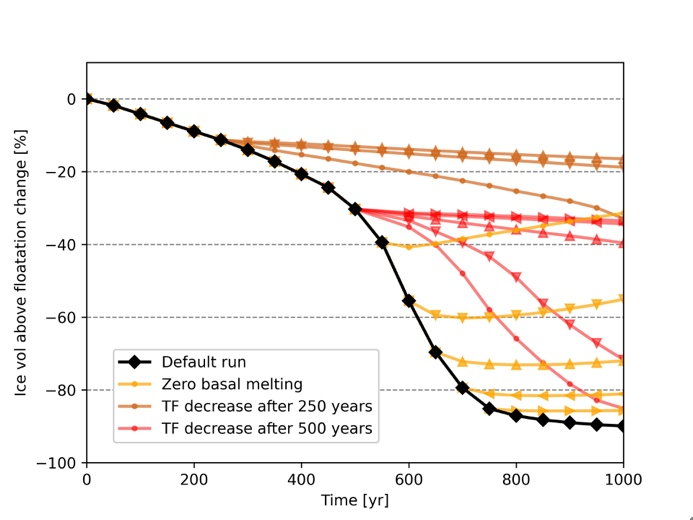 Ice vol above floatation change [%]
0
−20
−40
−60
−80
−100
Default run
Zero basal melting
TF decrease after 250 years
TF decrease after 500 years
0 200 400 600 800 1000
Time [yr]